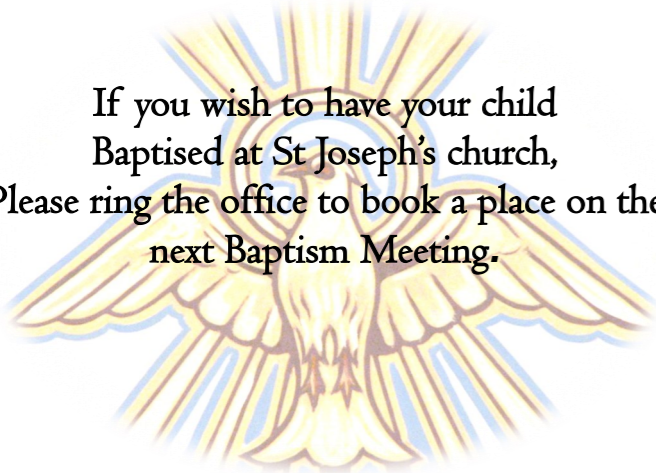 If you wish to have your child
Baptised at St Joseph's church,
Please ring the office to book a place on the
next Baptism Meeting.